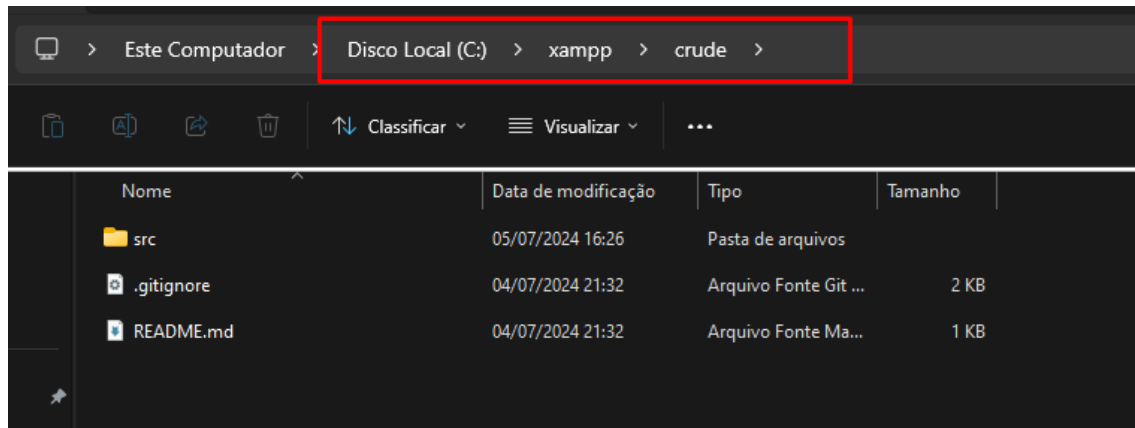 Este Computador > Disco Local (C:) > xampp > crude >
Classificar Visualizar
Nome Data de modificação Tipo Tamanho
src 05/07/2024 16:26 Pasta de arquivos
.gitignore 04/07/2024 21:32 Arquivo Fonte Git ... 2 KB
README.md 04/07/2024 21:32 Arquivo Fonte Ma... 1 KB